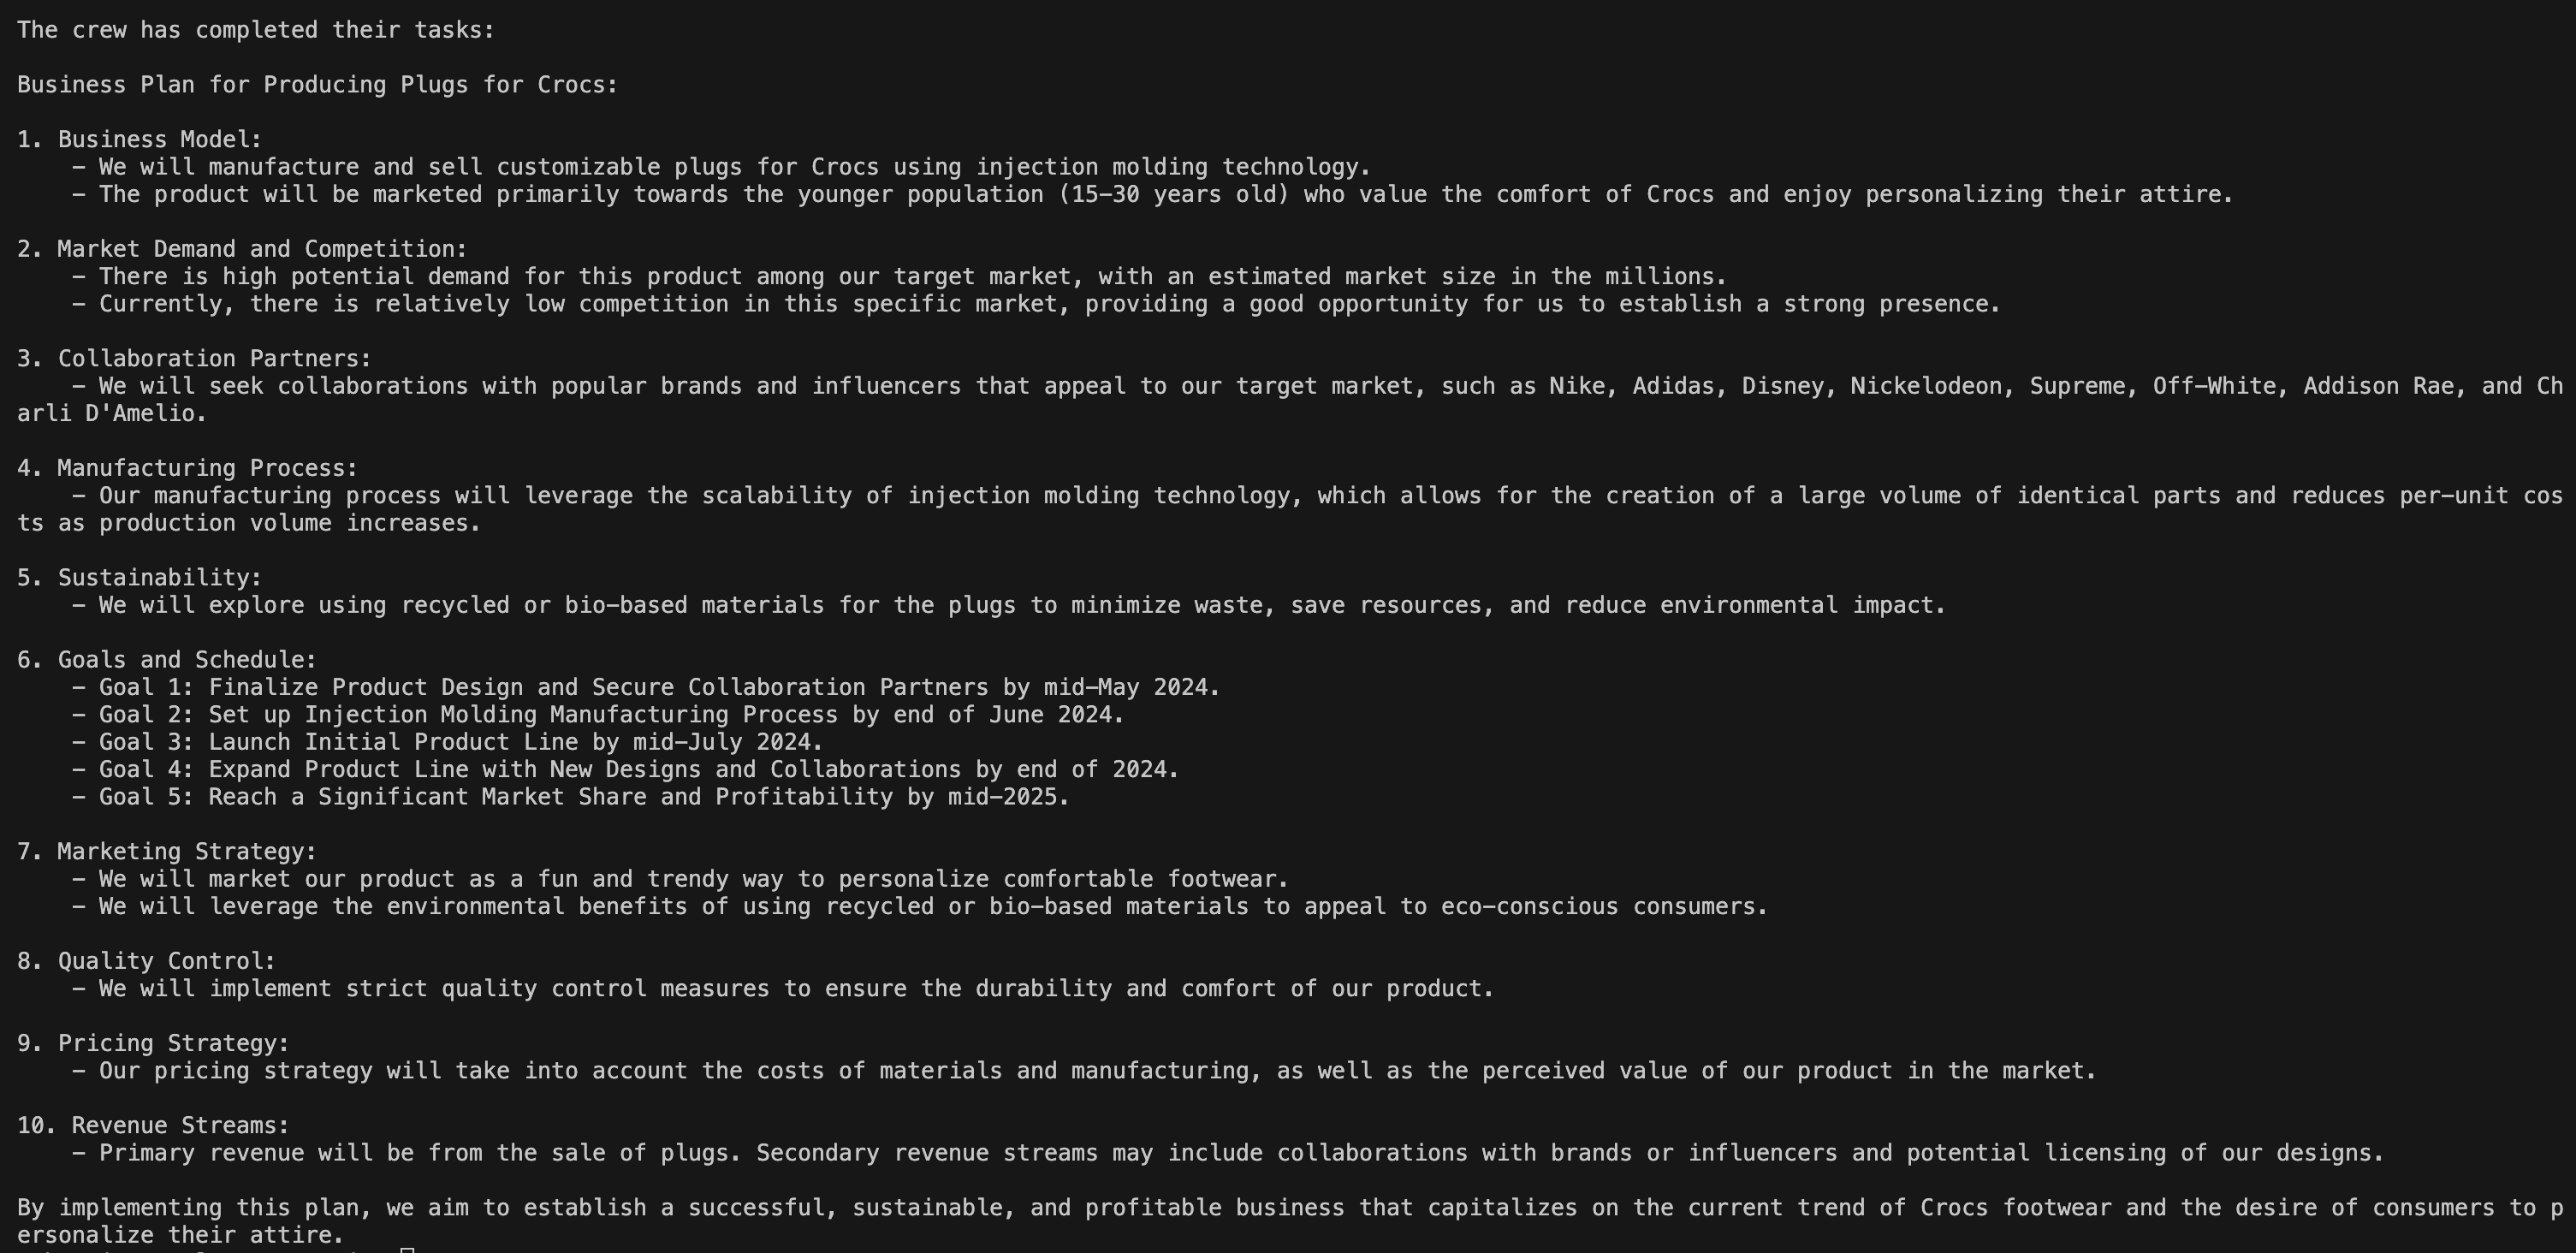 The crew has completed their tasks:
Business Plan for Producing Plugs for Crocs:
1. Business Model:
– We will manufacture and sell customizable plugs for Crocs using injection molding technology.
– The product will be marketed primarily towards the younger population (15–30 years old) who value the comfort of Crocs and enjoy personalizing their attire.
2. Market Demand and Competition:
– There is high potential demand for this product among our target market, with an estimated market size in the millions.
– Currently, there is relatively low competition in this specific market, providing a good opportunity for us to establish a strong presence.
3. Collaboration Partners:
– We will seek collaborations with popular brands and influencers that appeal to our target market, such as Nike, Adidas, Disney, Nickelodeon, Supreme, Off–White, Addison Rae, and Ch
arli D'Amelio.
4. Manufacturing Process:
– Our manufacturing process will leverage the scalability of injection molding technology, which allows for the creation of a large volume of identical parts and reduces per–unit cos
ts as production volume increases.
5. Sustainability:
– We will explore using recycled or bio–based materials for the plugs to minimize waste, save resources, and reduce environmental impact.
6. Goals and Schedule:
– Goal 1: Finalize Product Design and Secure Collaboration Partners by mid–May 2024.
– Goal 2: Set up Injection Molding Manufacturing Process by end of June 2024.
– Goal 3: Launch Initial Product Line by mid–July 2024.
– Goal 4: Expand Product Line with New Designs and Collaborations by end of 2024.
– Goal 5: Reach a Significant Market Share and Profitability by mid–2025.
7. Marketing Strategy:
– We will market our product as a fun and trendy way to personalize comfortable footwear.
– We will leverage the environmental benefits of using recycled or bio–based materials to appeal to eco–conscious consumers.
8. Quality Control:
– We will implement strict quality control measures to ensure the durability and comfort of our product.
9. Pricing Strategy:
– Our pricing strategy will take into account the costs of materials and manufacturing, as well as the perceived value of our product in the market.
10. Revenue Streams:
– Primary revenue will be from the sale of plugs. Secondary revenue streams may include collaborations with brands or influencers and potential licensing of our designs.
By implementing this plan, we aim to establish a successful, sustainable, and profitable business that capitalizes on the current trend of Crocs footwear and the desire of consumers to p
ersonalize their attire.